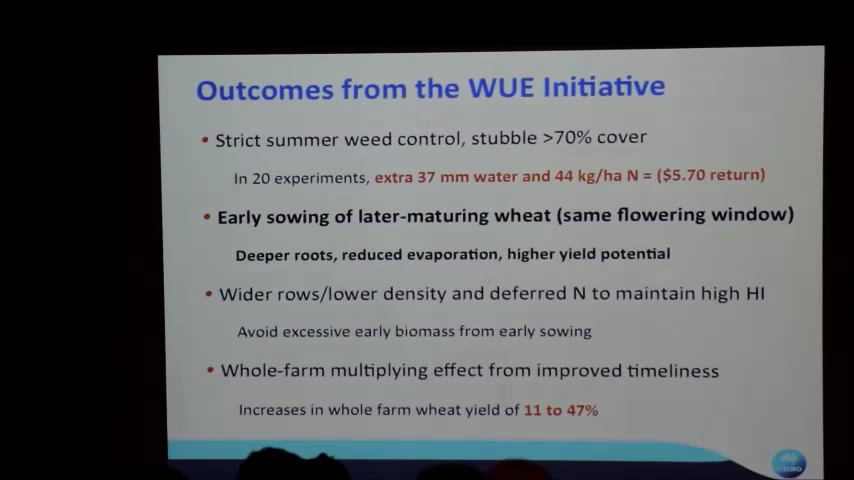 Outcomes from the WUE Initiative
• Strict summer weed control, stubble >70% cover
In 20 experiments, extra 37 mm water and 44 kg/ha N = ($5.70 return)
• Early sowing of later-maturing wheat (same flowering window)
Deeper roots, reduced evaporation, higher yield potential
• Wider rows/lower density and deferred N to maintain high HI
Avoid excessive early biomass from early sowing
• Whole-farm multiplying effect from improved timeliness
Increases in whole farm wheat yield of 11 to 47%
CSIRO